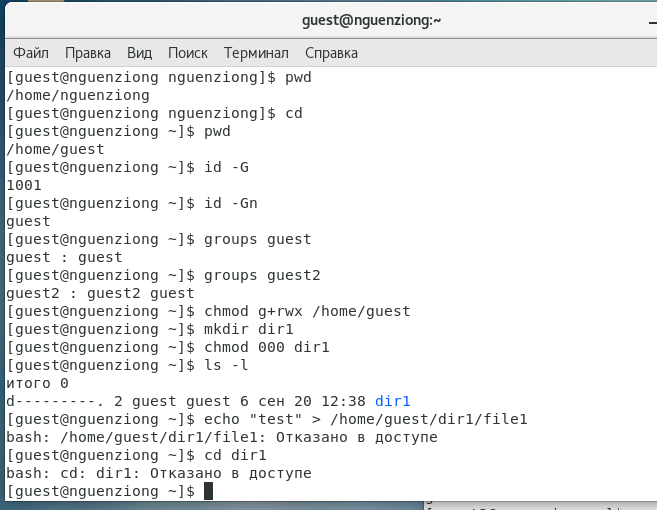 guest@nguenziong:~
Файл Правка Вид Поиск Терминал Справка
[guest@nguenziong nguenziong]$ pwd
/home/nguenziong
[guest@nguenziong nguenziong]$ cd
[guest@nguenziong ~]$ pwd
/home/guest
[guest@nguenziong ~]$ id -G
1001
[guest@nguenziong ~]$ id -Gn
guest
[guest@nguenziong ~]$ groups guest
guest : guest
[guest@nguenziong ~]$ groups guest2
guest2 : guest2 guest
[guest@nguenziong ~]$ chmod g+rwx /home/guest
[guest@nguenziong ~]$ mkdir dir1
[guest@nguenziong ~]$ chmod 000 dir1
[guest@nguenziong ~]$ ls -l
итого 0
d---------. 2 guest guest 6 сен 20 12:38 dir1
[guest@nguenziong ~]$ echo "test" > /home/guest/dir1/file1
bash: /home/guest/dir1/file1: Отказано в доступе
[guest@nguenziong ~]$ cd dir1
bash: cd: dir1: Отказано в доступе
[guest@nguenziong ~]$